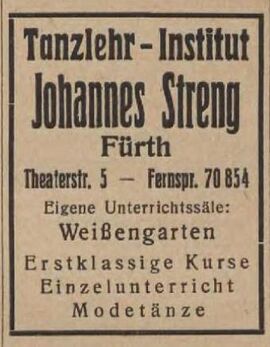 Tanzlehr - Institut
Johannes Streng
Fürth
Theaterstr. 5 — Fernspr. 70 854
Eigene Unterrichtssäle:
Weißengarten
Erstklassige Kurse
Einzelunterricht
Modetänze